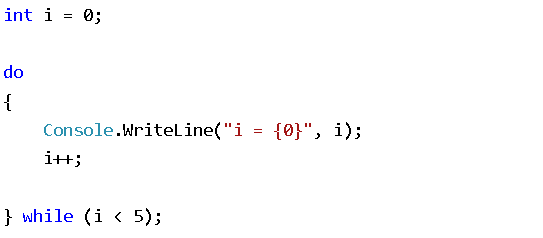 int i = 0;
do
{
    Console.WriteLine("i = {0}", i);
    i++;
} while (i < 5);